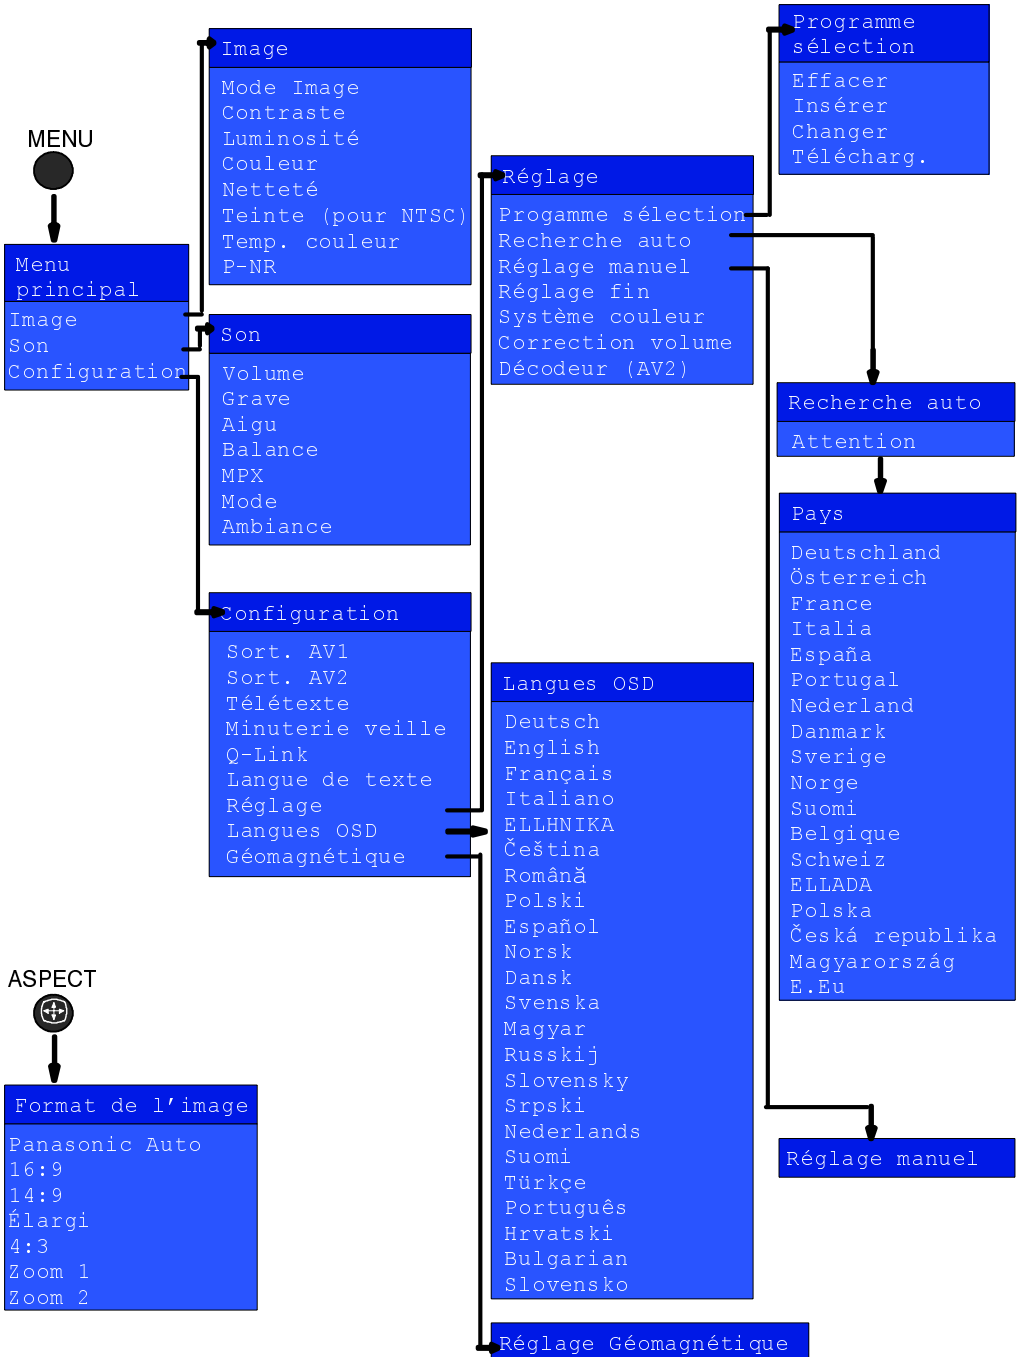 MENU
Menu
principal
Image
Son
Configuration
Image
Mode Image
Contraste
Luminosité
Couleur
Netteté
Teinte (pour NTSC)
Temp. couleur
P-NR
Son
Volume
Grave
Aigu
Balance
MPX
Mode
Ambiance
Configuration
Sort. AV1
Sort. AV2
Télétexte
Minuterie veille
Q-Link
Langue de texte
Réglage
Langues OSD
Géomagnétique
Réglage
Progamme sélection
Recherche auto
Réglage manuel
Réglage fin
Système couleur
Correction volume
Décodeur (AV2)
Programme
sélection
Effacer
Insérer
Changer
Télécharg.
Recherche auto
Attention
Pays
Deutschland
Österreich
France
Italia
España
Portugal
Nederland
Danmark
Sverige
Norge
Suomi
Belgique
Schweiz
ELLADA
Polska
Česká republika
Magyarország
E.Eu
Langues OSD
Deutsch
English
Français
Italiano
ELLHNIKA
Čeština
Română
Polski
Español
Norsk
Dansk
Svenska
Magyar
Russkij
Slovensky
Srpski
Nederlands
Suomi
Türkçe
Português
Hrvatski
Bulgarian
Slovensko
Réglage manuel
Réglage Géomagnétique
ASPECT
Format de l’image
Panasonic Auto
16:9
14:9
Élargi
4:3
Zoom 1
Zoom 2